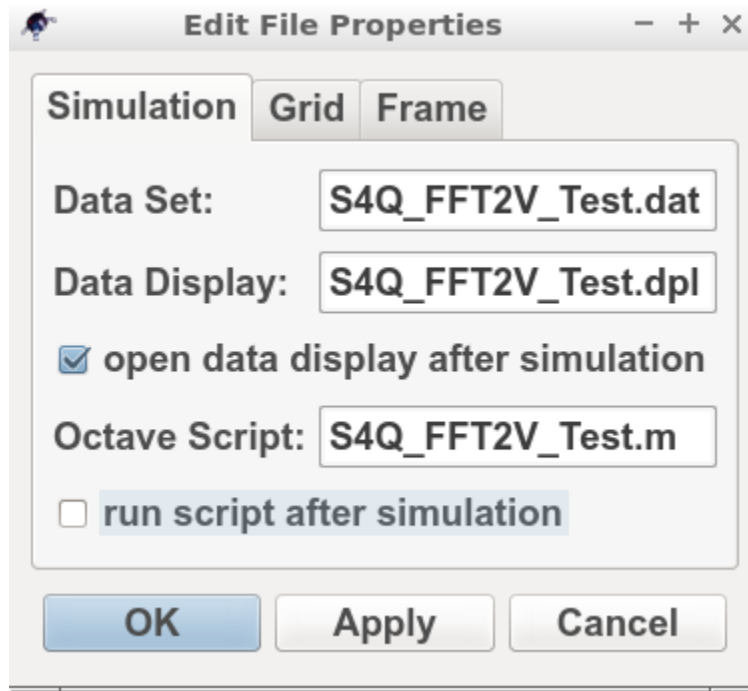 Edit File Properties
Simulation Grid Frame
Data Set: S4Q_FFT2V_Test.dat
Data Display: S4Q_FFT2V_Test.dpl
open data display after simulation
Octave Script: S4Q_FFT2V_Test.m
run script after simulation
OK Apply Cancel